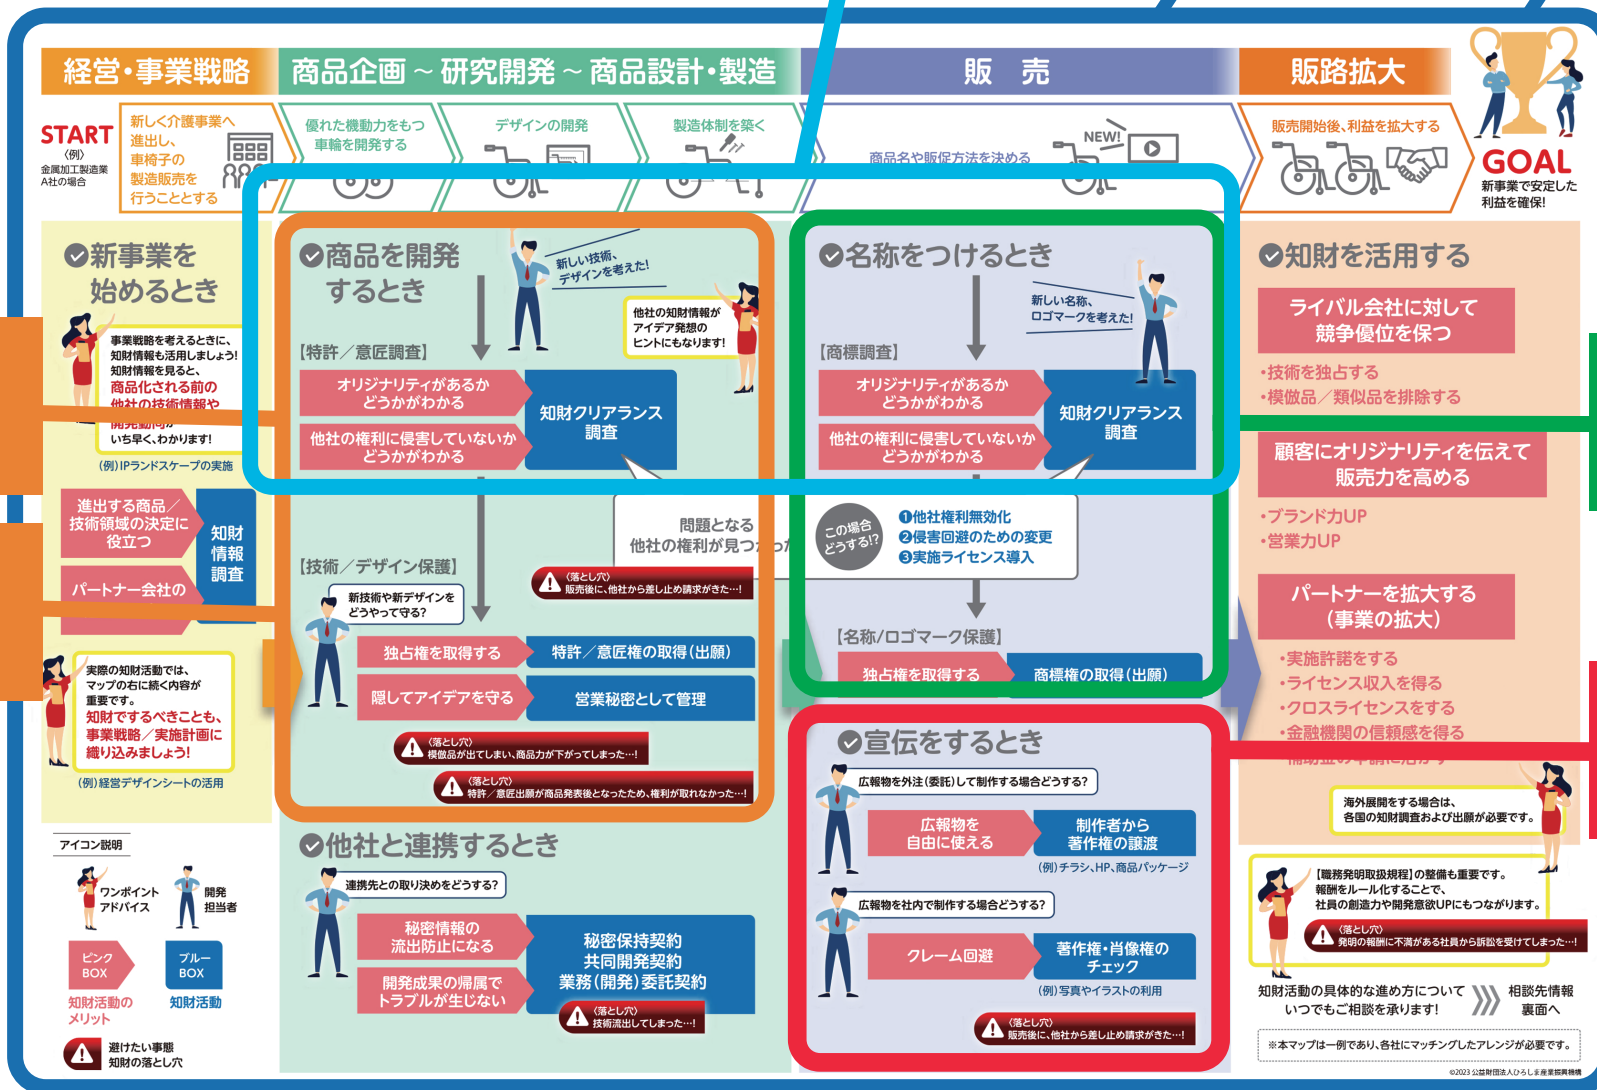 経営・事業戦略
商品企画 ~ 研究開発 ~ 商品設計・製造
販 売
販路拡大
START
〈例〉
金属加工製造業
A社の場合
新しく介護事業へ
進出し、
車椅子の
製造販売を
行うこととする
優れた機動力をもつ
車輪を開発する
デザインの開発
製造体制を築く
商品名や販促方法を決める
NEW!
販売開始後、利益を拡大する
GOAL
新事業で安定した
利益を確保!
新事業を
始めるとき
事業戦略を考えるときに、
知財情報も活用しましょう!
知財情報を見ると、
商品化される前の
他社の技術情報や
開発動向が
いち早く、わかります!
(例)IPランドスケープの実施
進出する商品/
技術領域の決定に
役立つ
パートナー会社の
知財
情報
調査
実際の知財活動では、
マップの右に続く内容が
重要です。
知財でするべきことも、
事業戦略/実施計画に
織り込みましょう!
(例)経営デザインシートの活用
アイコン説明
ワンポイント
アドバイス
開発
担当者
ピンク
BOX
ブルー
BOX
知財活動の
メリット
知財活動
避けたい事態
知財の落とし穴
商品を開発
するとき
新しい技術、
デザインを考えた!
他社の知財情報が
アイデア発想の
ヒントにもなります!
【特許/意匠調査】
オリジナリティがあるか
どうかがわかる
他社の権利に侵害していないか
どうかがわかる
知財クリアランス
調査
問題となる
他社の権利が見つかった
この場合
どうする!?
❶他社権利無効化
❷侵害回避のための変更
❸実施ライセンス導入
〈落とし穴〉
販売後に、他社から差し止め請求がきた…!
【技術/デザイン保護】
新技術や新デザインを
どうやって守る?
独占権を取得する
特許/意匠権の取得(出願)
隠してアイデアを守る
営業秘密として管理
〈落とし穴〉
模倣品が出てしまい、商品力が下がってしまった…!
〈落とし穴〉
特許/意匠出願が商品発表後となったため、権利が取れなかった…!
他社と連携するとき
連携先との取り決めをどうする?
秘密情報の
流出防止になる
開発成果の帰属で
トラブルが生じない
秘密保持契約
共同開発契約
業務(開発)委託契約
〈落とし穴〉
技術流出してしまった…!
名称をつけるとき
新しい名称、
ロゴマークを考えた!
【商標調査】
オリジナリティがあるか
どうかがわかる
他社の権利に侵害していないか
どうかがわかる
知財クリアランス
調査
【名称/ロゴマーク保護】
独占権を取得する
商標権の取得(出願)
宣伝をするとき
広報物を外注(委託)して制作する場合どうする?
広報物を
自由に使える
制作者から
著作権の譲渡
(例)チラシ、HP、商品パッケージ
広報物を社内で制作する場合どうする?
クレーム回避
著作権・肖像権の
チェック
(例)写真やイラストの利用
〈落とし穴〉
販売後に、他社から差し止め請求がきた…!
知財を活用する
ライバル会社に対して
競争優位を保つ
・技術を独占する
・模倣品/類似品を排除する
顧客にオリジナリティを伝えて
販売力を高める
・ブランド力UP
・営業力UP
パートナーを拡大する
(事業の拡大)
・実施許諾をする
・ライセンス収入を得る
・クロスライセンスをする
・金融機関の信頼感を得る
・補助金の申請に活かす
海外展開をする場合は、
各国の知財調査および出願が必要です。
【職務発明取扱規程】の整備も重要です。
報酬をルール化することで、
社員の創造力や開発意欲UPにもつながります。
〈落とし穴〉
発明の報酬に不満がある社員から訴訟を受けてしまった…!
知財活動の具体的な進め方について
いつでもご相談を承ります!
相談先情報
裏面へ
※本マップは一例であり、各社にマッチングしたアレンジが必要です。
©2023 公益財団法人ひろしま産業振興機構